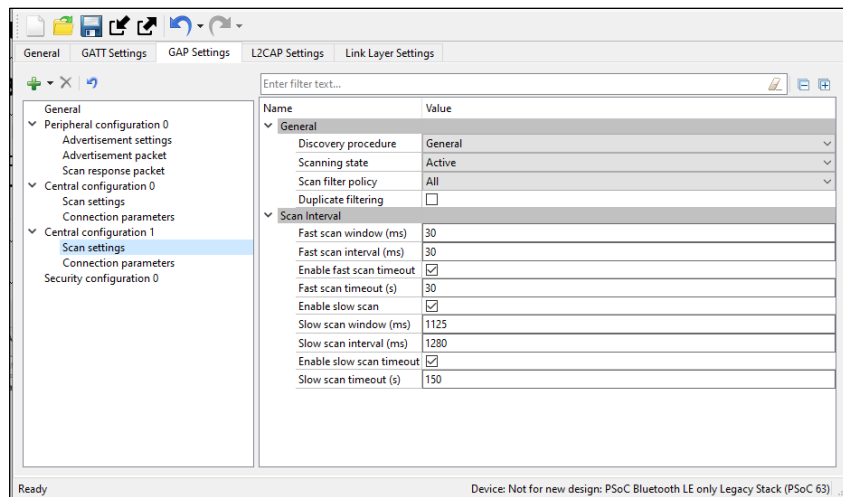 General GATT Settings GAP Settings L2CAP Settings Link Layer Settings
Enter filter text...
General
Peripheral configuration 0
Advertisement settings
Advertisement packet
Scan response packet
Central configuration 0
Scan settings
Connection parameters
Central configuration 1
Scan settings
Connection parameters
Security configuration 0
Name Value
General
Discovery procedure General
Scanning state Active
Scan filter policy All
Duplicate filtering
Scan Interval
Fast scan window (ms) 30
Fast scan interval (ms) 30
Enable fast scan timeout
Fast scan timeout (s) 30
Enable slow scan
Slow scan window (ms) 1125
Slow scan interval (ms) 1280
Enable slow scan timeout
Slow scan timeout (s) 150
Ready Device: Not for new design: PSoC Bluetooth LE only Legacy Stack (PSoC 63)